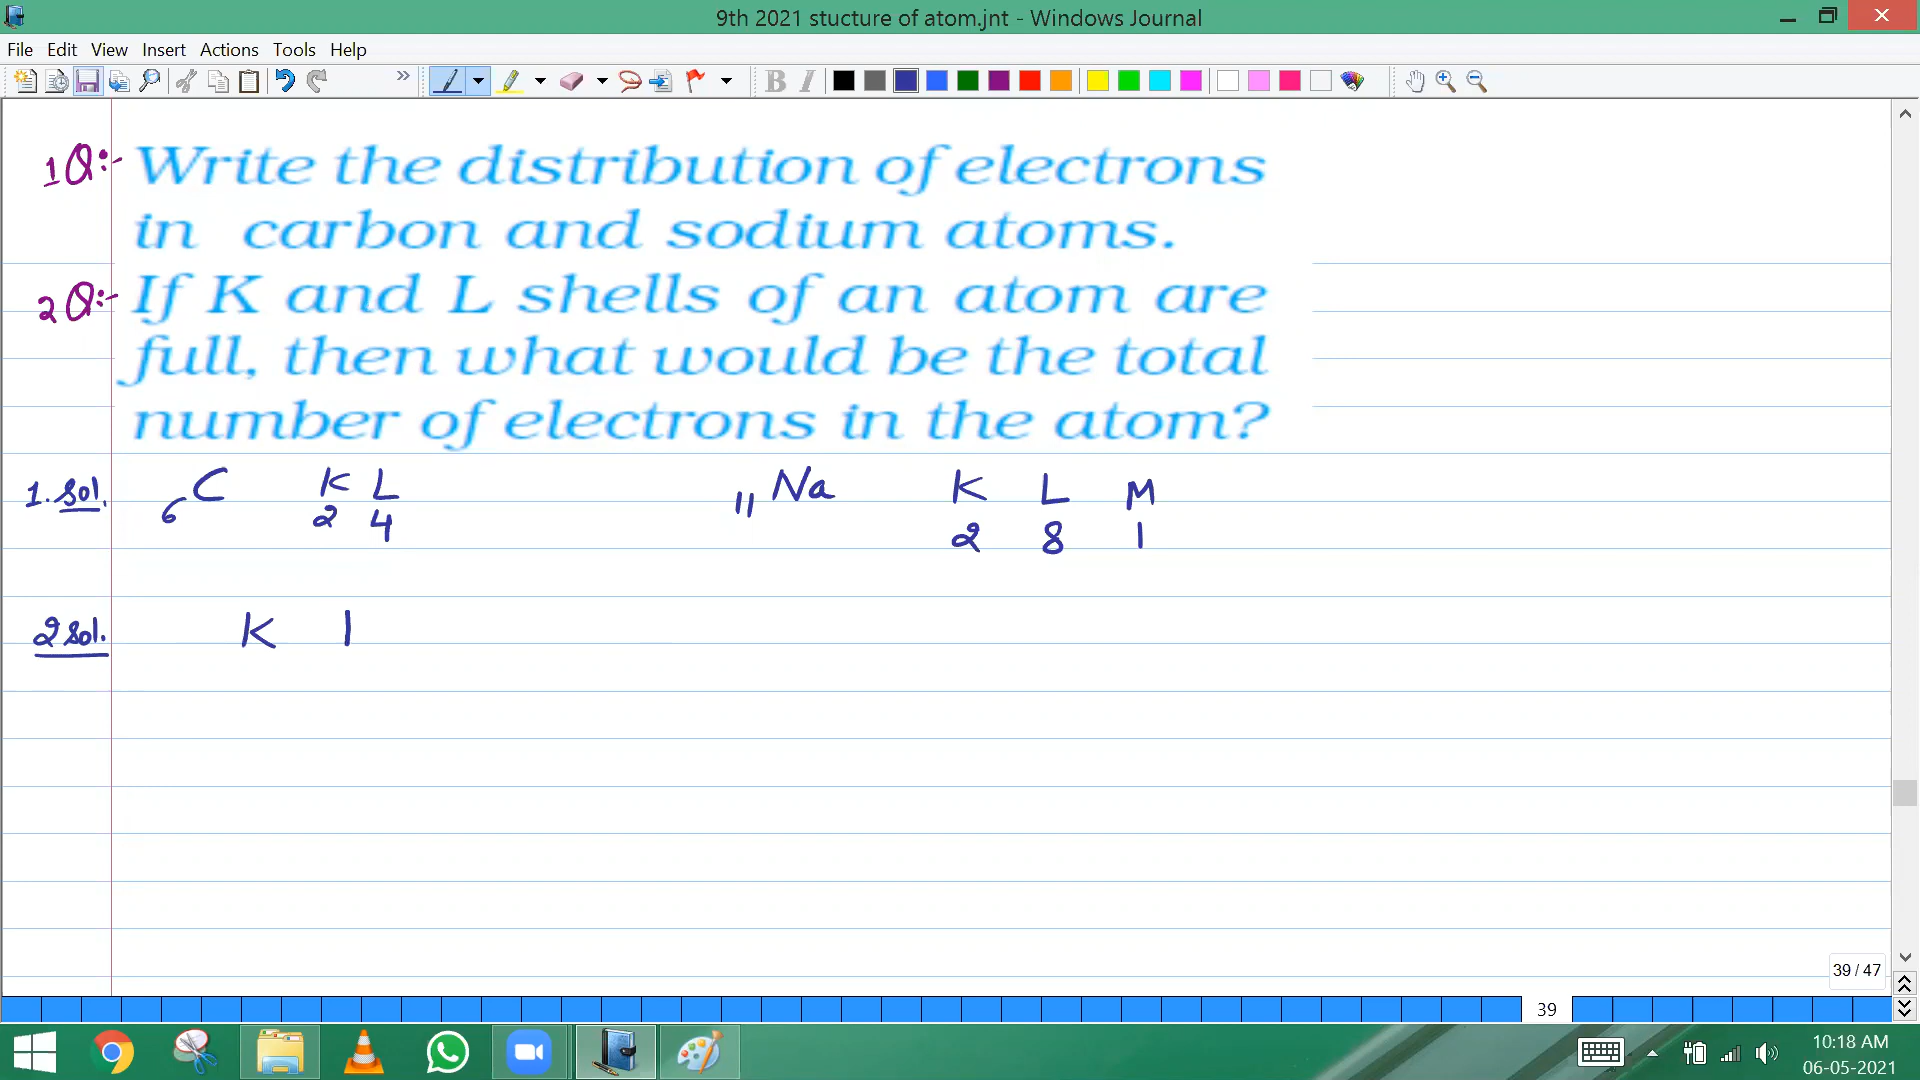 9th 2021 stucture of atom.jnt - Windows Journal
File Edit View Insert Actions Tools Help
B I
1Q:- Write the distribution of electrons
in carbon and sodium atoms.
2Q:- If K and L shells of an atom are
full, then what would be the total
number of electrons in the atom?
1. Sol. 6 C K L 11 Na K L M
2 4 2 8 1
2 Sol. K l
39 / 47
39
10:18 AM
06-05-2021